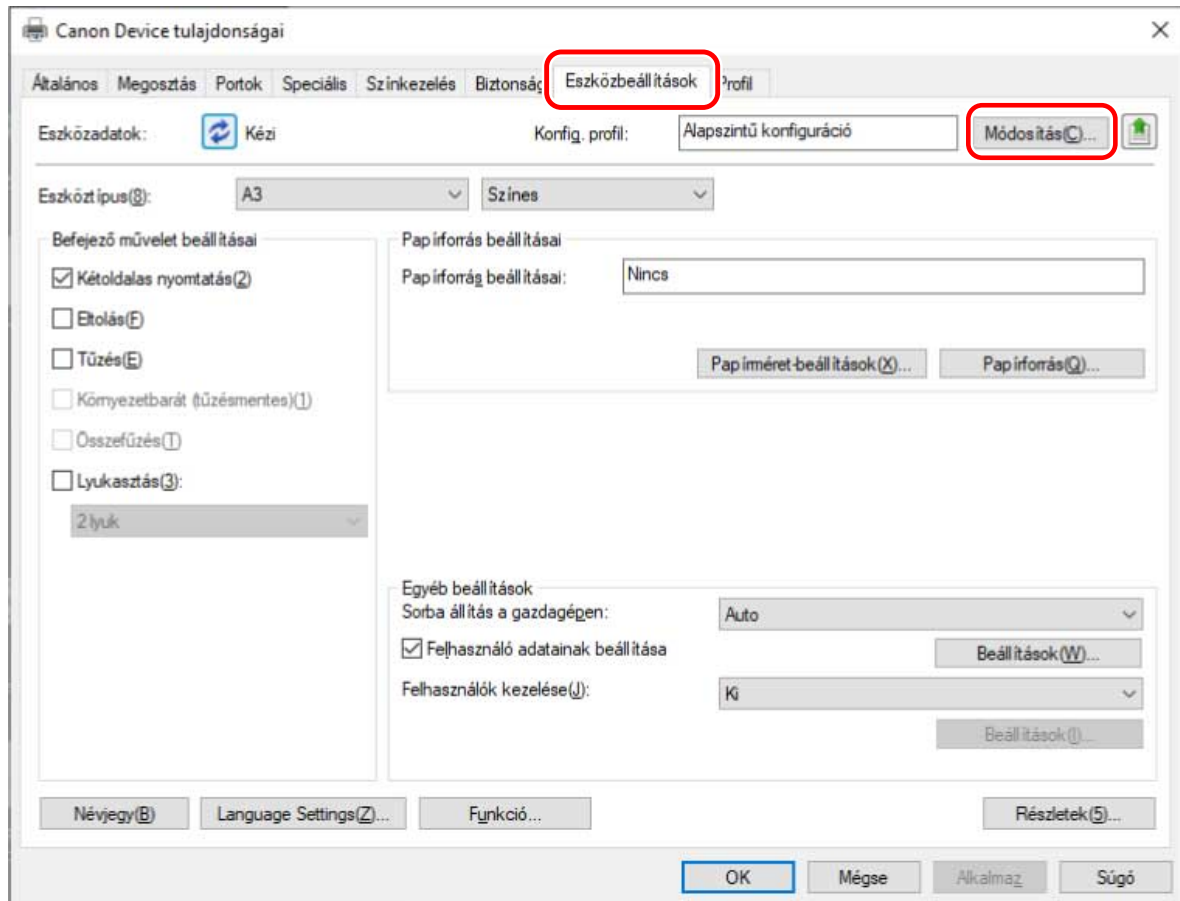 Canon Device tulajdonságai
Általános Megosztás Portok Speciális Színkezelés Biztonság Eszközbeállítások Profil
Eszközadatok: Kézi Konfig. profil: Alapszintű konfiguráció Módosítás(C)...
Eszköztípus(8): A3 Színes
Befejező művelet beállításai Papírforrás beállításai
Kétoldalas nyomtatás(2) Papírforrás beállításai: Nincs
Eltolás(F)
Tűzés(E) Papírméret-beállítások(X)... Papírforrás(Q)...
Környezetbarát (tűzésmentes)(1)
Összefűzés(T)
Lyukasztás(3):
2 lyuk
Egyéb beállítások
Sorba állítás a gazdagépen: Auto
Felhasználó adatainak beállítása Beállítások(W)...
Felhasználók kezelése(J): Ki
Beállítások(I)...
Névjegy(B) Language Settings(Z)... Funkció... Részletek(5)...
OK Mégse Alkalmaz Súgó